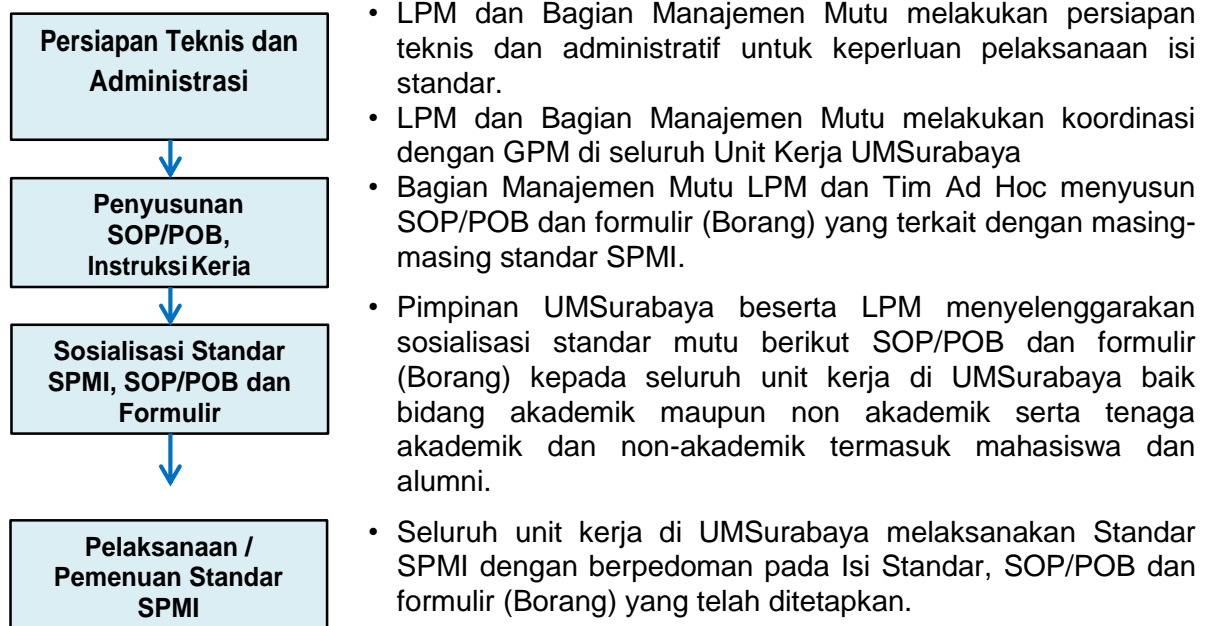 Persiapan Teknis dan
Administrasi
• LPM dan Bagian Manajemen Mutu melakukan persiapan
teknis dan administratif untuk keperluan pelaksanaan isi
standar.
• LPM dan Bagian Manajemen Mutu melakukan koordinasi
dengan GPM di seluruh Unit Kerja UMSurabaya
Penyusunan
SOP/POB,
Instruksi Kerja
• Bagian Manajemen Mutu LPM dan Tim Ad Hoc menyusun
SOP/POB dan formulir (Borang) yang terkait dengan masing-
masing standar SPMI.
Sosialisasi Standar
SPMI, SOP/POB dan
Formulir
• Pimpinan UMSurabaya beserta LPM menyelenggarakan
sosialisasi standar mutu berikut SOP/POB dan formulir
(Borang) kepada seluruh unit kerja di UMSurabaya baik
bidang akademik maupun non akademik serta tenaga
akademik dan non-akademik termasuk mahasiswa dan
alumni.
Pelaksanaan /
Pemenuan Standar
SPMI
• Seluruh unit kerja di UMSurabaya melaksanakan Standar
SPMI dengan berpedoman pada Isi Standar, SOP/POB dan
formulir (Borang) yang telah ditetapkan.